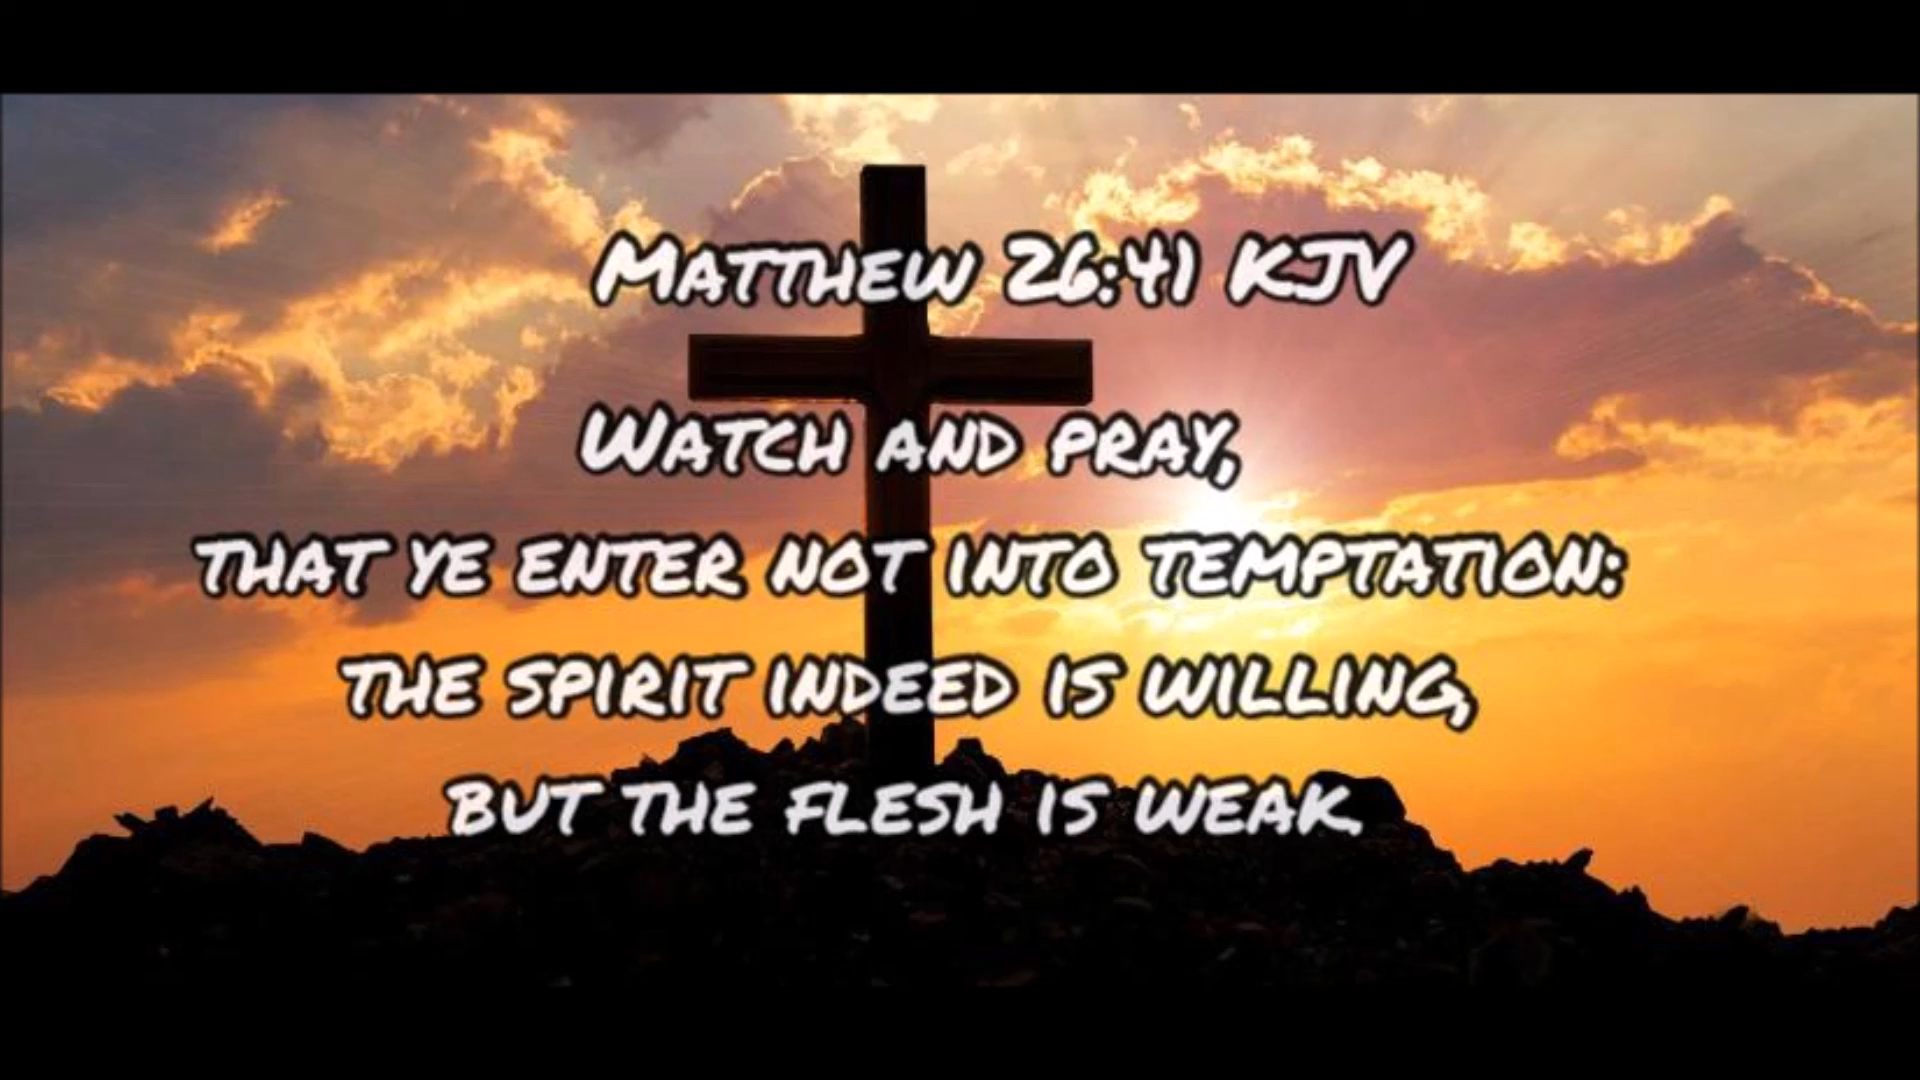 Matthew 26:41 KJV
Watch and pray,
that ye enter not into temptation:
the spirit indeed is willing,
but the flesh is weak.